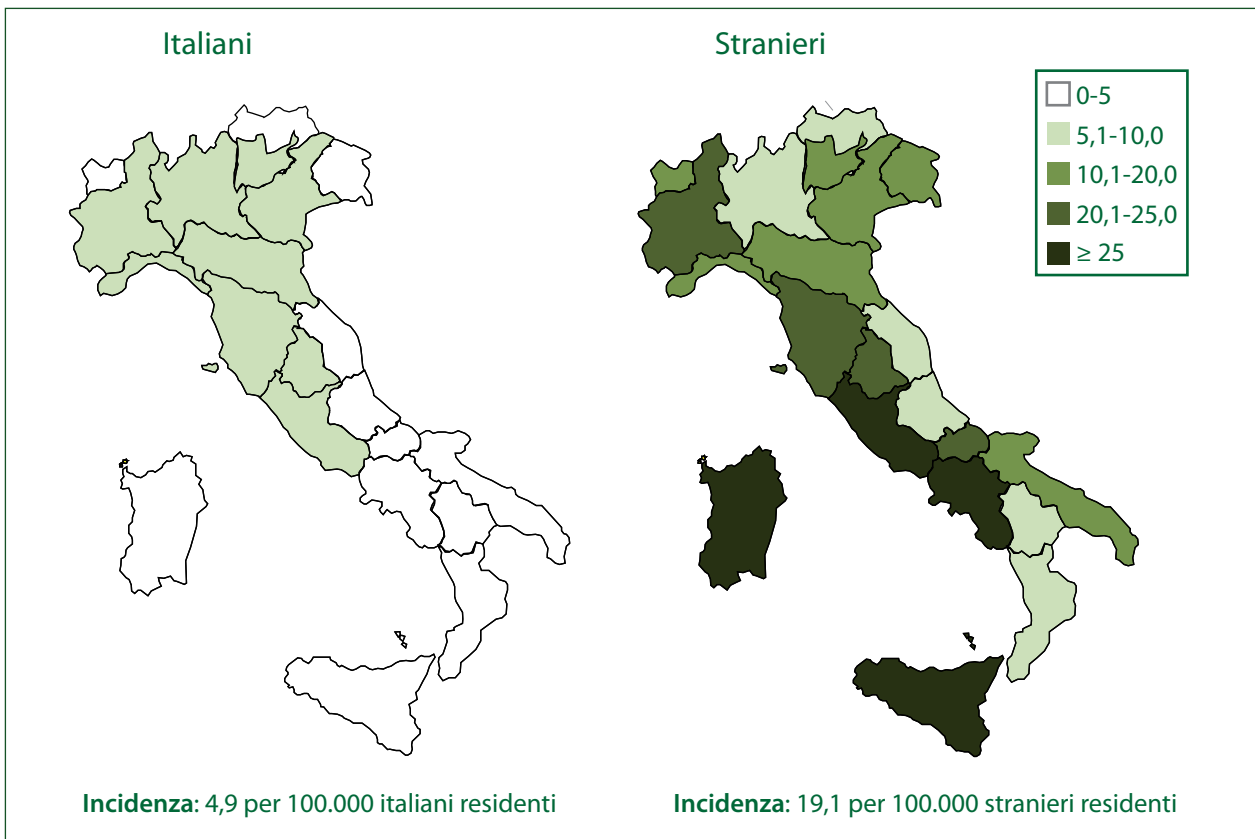 Italiani
Stranieri
0-5
5,1-10,0
10,1-20,0
20,1-25,0
≥ 25
Incidenza: 4,9 per 100.000 italiani residenti
Incidenza: 19,1 per 100.000 stranieri residenti